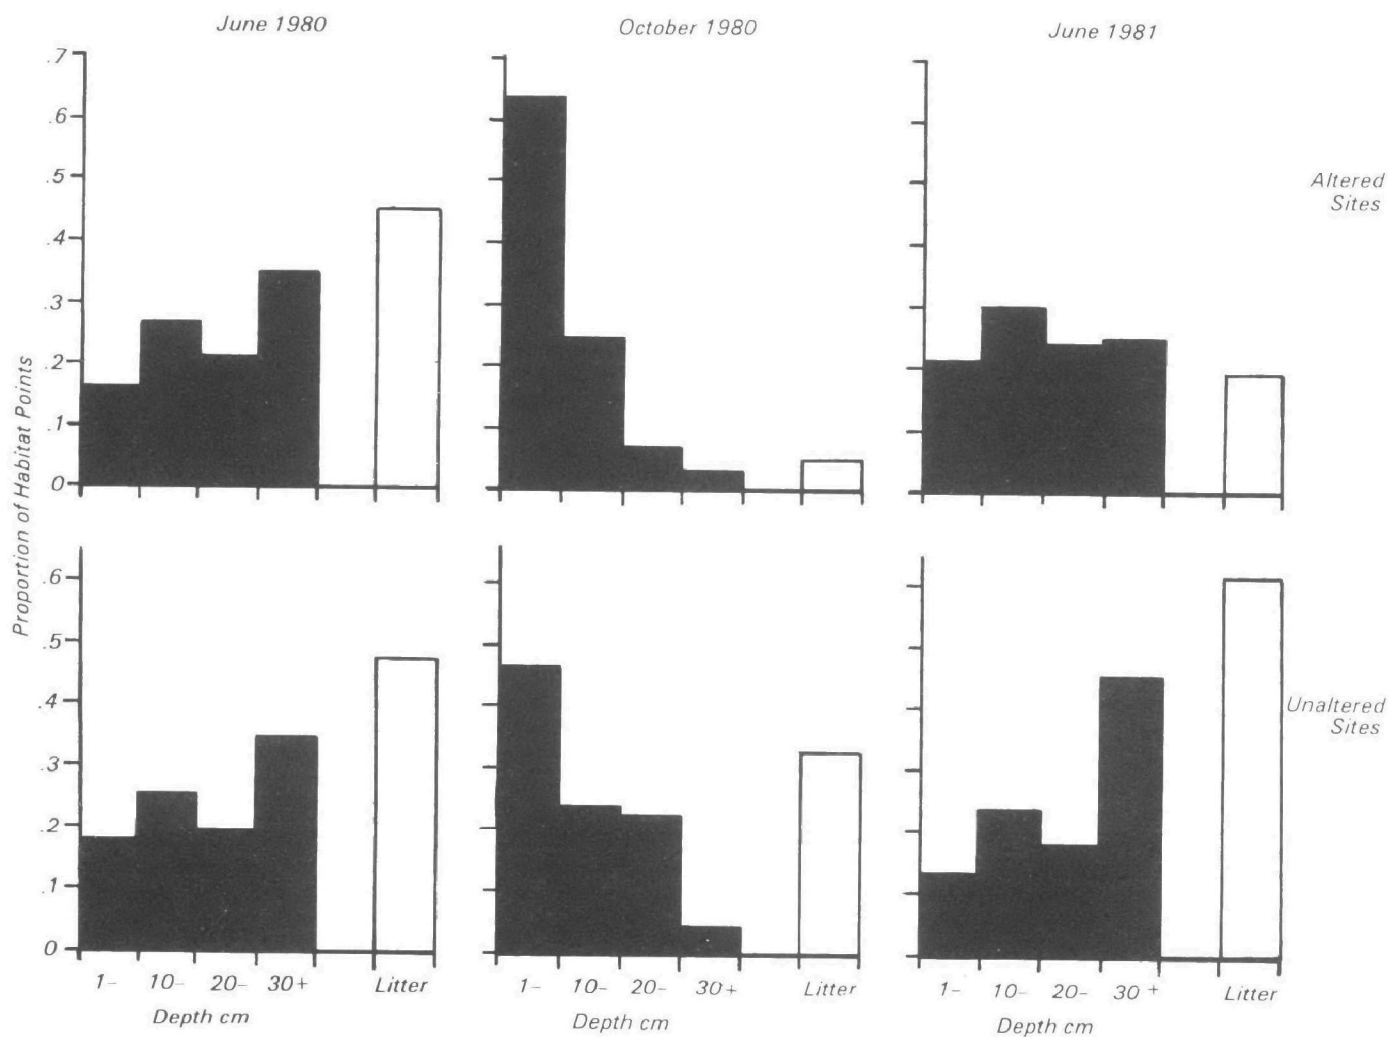 June 1980
October 1980
June 1981
.7
.6
.5
.4
.3
.2
.1
0
Altered
Sites
Proportion of Habitat Points
.6
.5
.4
.3
.2
.1
0
Unaltered
Sites
1– 10– 20– 30+ Litter
1– 10– 20– 30+ Litter
1– 10– 20– 30+ Litter
Depth cm
Depth cm
Depth cm